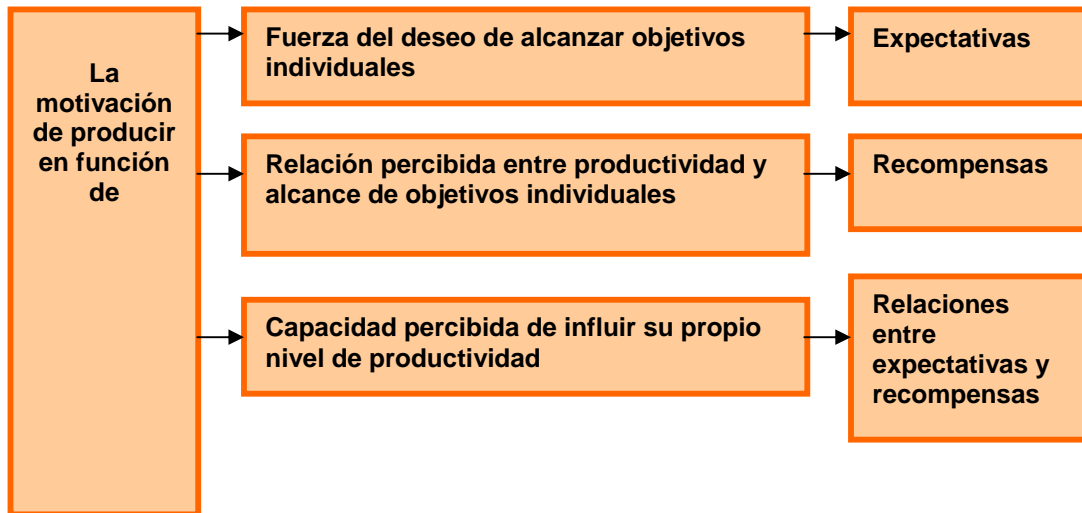 La
motivación
de producir
en función
de
Fuerza del deseo de alcanzar objetivos
individuales
Expectativas
Relación percibida entre productividad y
alcance de objetivos individuales
Recompensas
Capacidad percibida de influir su propio
nivel de productividad
Relaciones
entre
expectativas y
recompensas